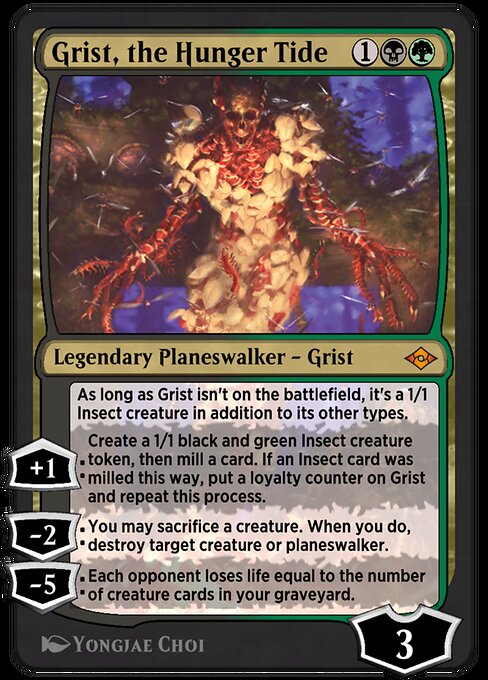 Grist, the Hunger Tide 1
Legendary Planeswalker – Grist
As long as Grist isn't on the battlefield, it's a 1/1
Insect creature in addition to its other types.
+1 : Create a 1/1 black and green Insect creature
token, then mill a card. If an Insect card was
milled this way, put a loyalty counter on Grist
and repeat this process.
-2 : You may sacrifice a creature. When you do,
destroy target creature or planeswalker.
-5 : Each opponent loses life equal to the number
of creature cards in your graveyard.
Yongjae Choi
3